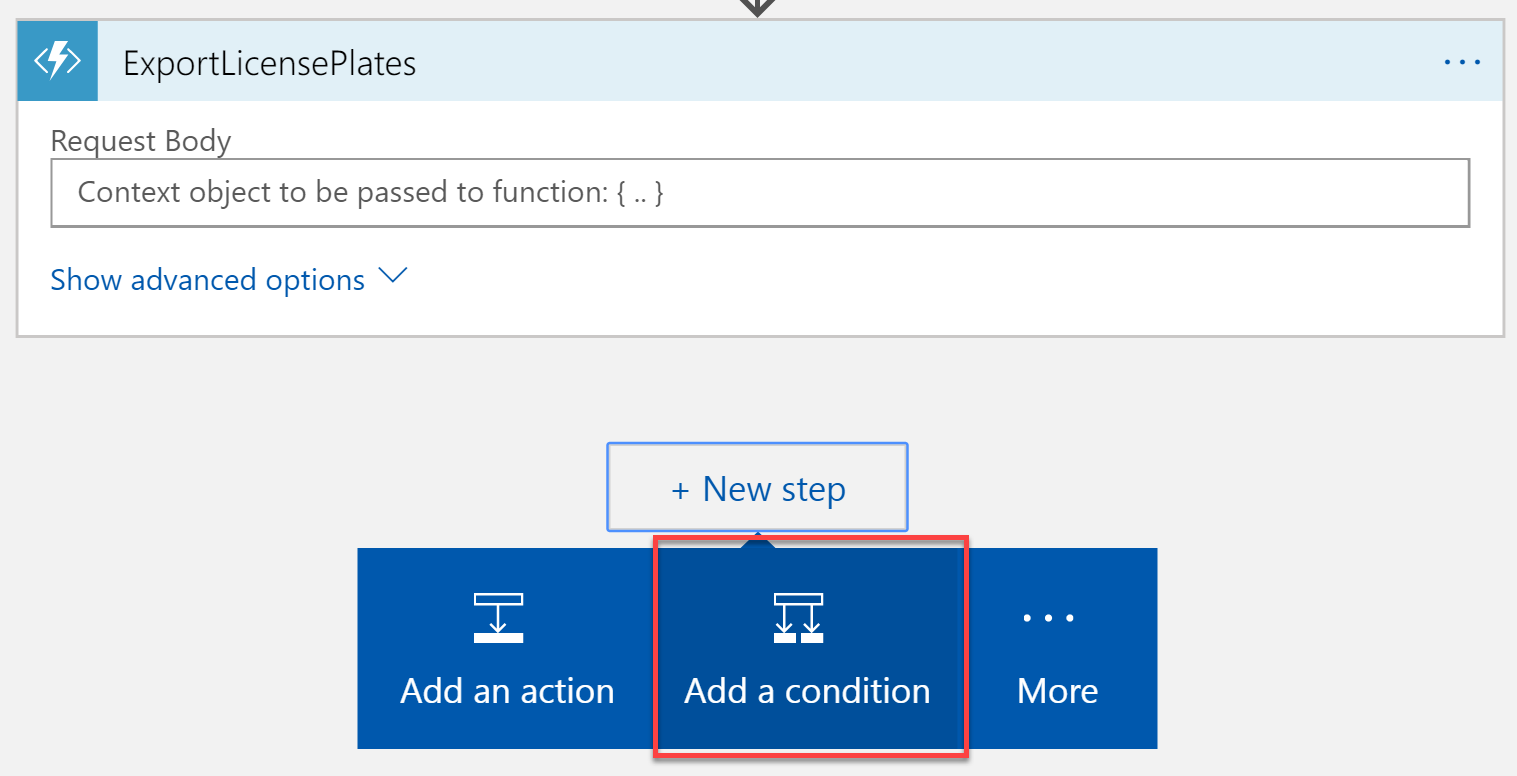 ExportLicensePlates
...
Request Body
Context object to be passed to function: { .. }
Show advanced options
+ New step
Add an action
Add a condition
...
More